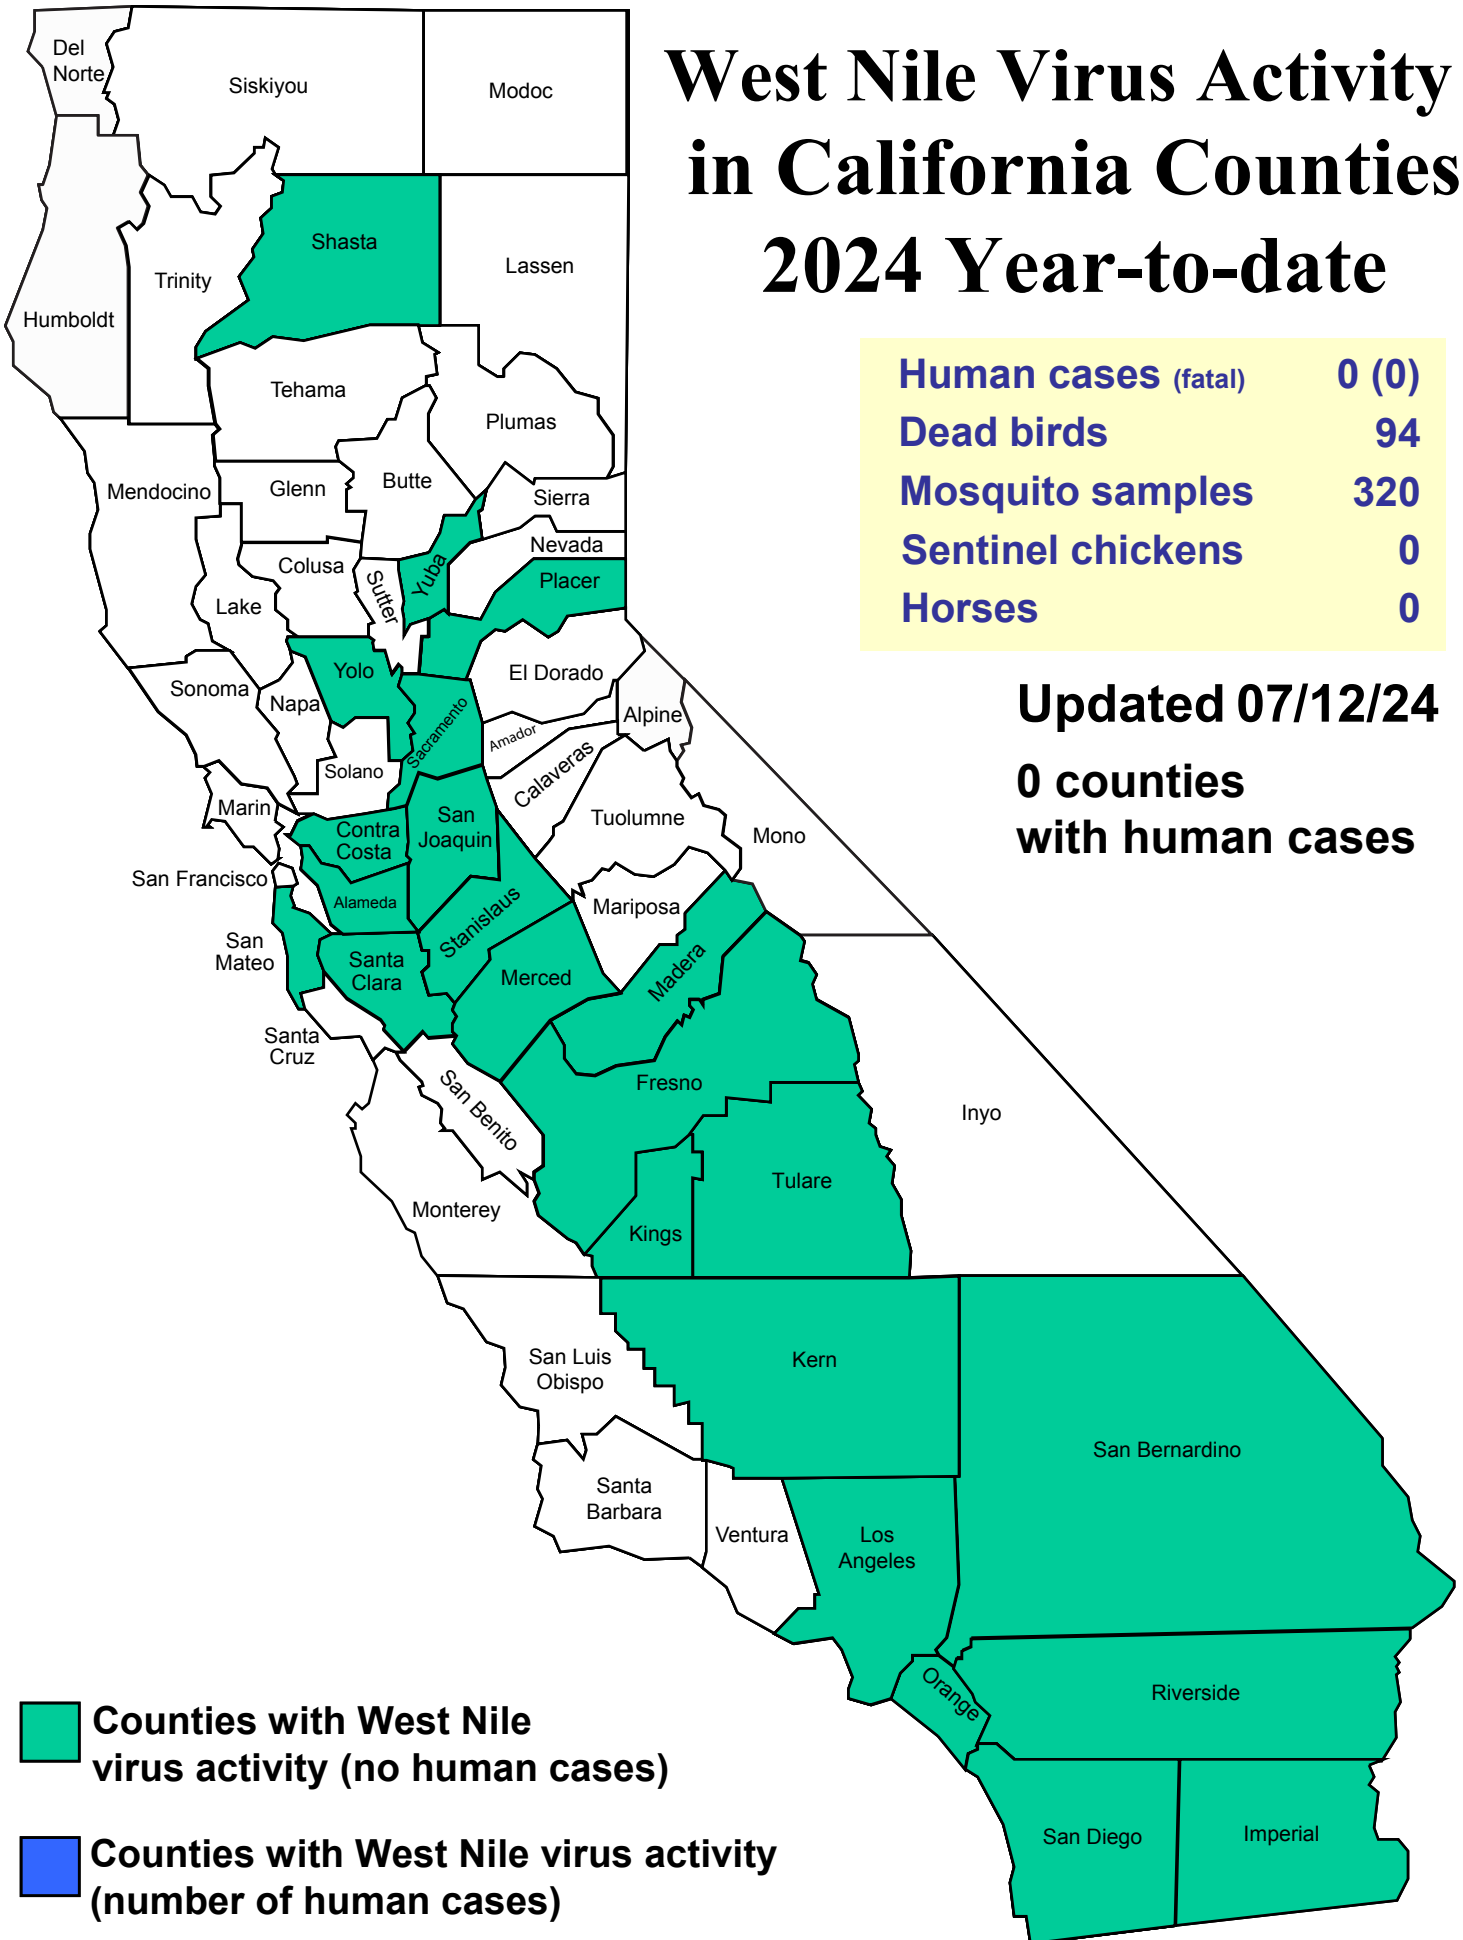 West Nile Virus Activity
in California Counties
2024 Year-to-date
Human cases (fatal) 0 (0)
Dead birds 94
Mosquito samples 320
Sentinel chickens 0
Horses 0
Updated 07/12/24
0 counties
with human cases
Del
Norte
Siskiyou
Modoc
Shasta
Lassen
Trinity
Humboldt
Tehama
Plumas
Mendocino
Glenn
Butte
Sierra
Nevada
Colusa
Sutter
Yuba
Placer
Lake
Yolo
El Dorado
Sonoma
Napa
Sacramento
Alpine
Amador
Solano
Calaveras
Marin
Contra
Costa
San
Joaquin
Tuolumne
Mono
San Francisco
Alameda
Stanislaus
Mariposa
San
Mateo
Santa
Clara
Merced
Madera
Santa
Cruz
San Benito
Fresno
Inyo
Tulare
Monterey
Kings
San Luis
Obispo
Kern
San Bernardino
Santa
Barbara
Ventura
Los
Angeles
Orange
Riverside
San Diego
Imperial
Counties with West Nile
virus activity (no human cases)
Counties with West Nile virus activity
(number of human cases)